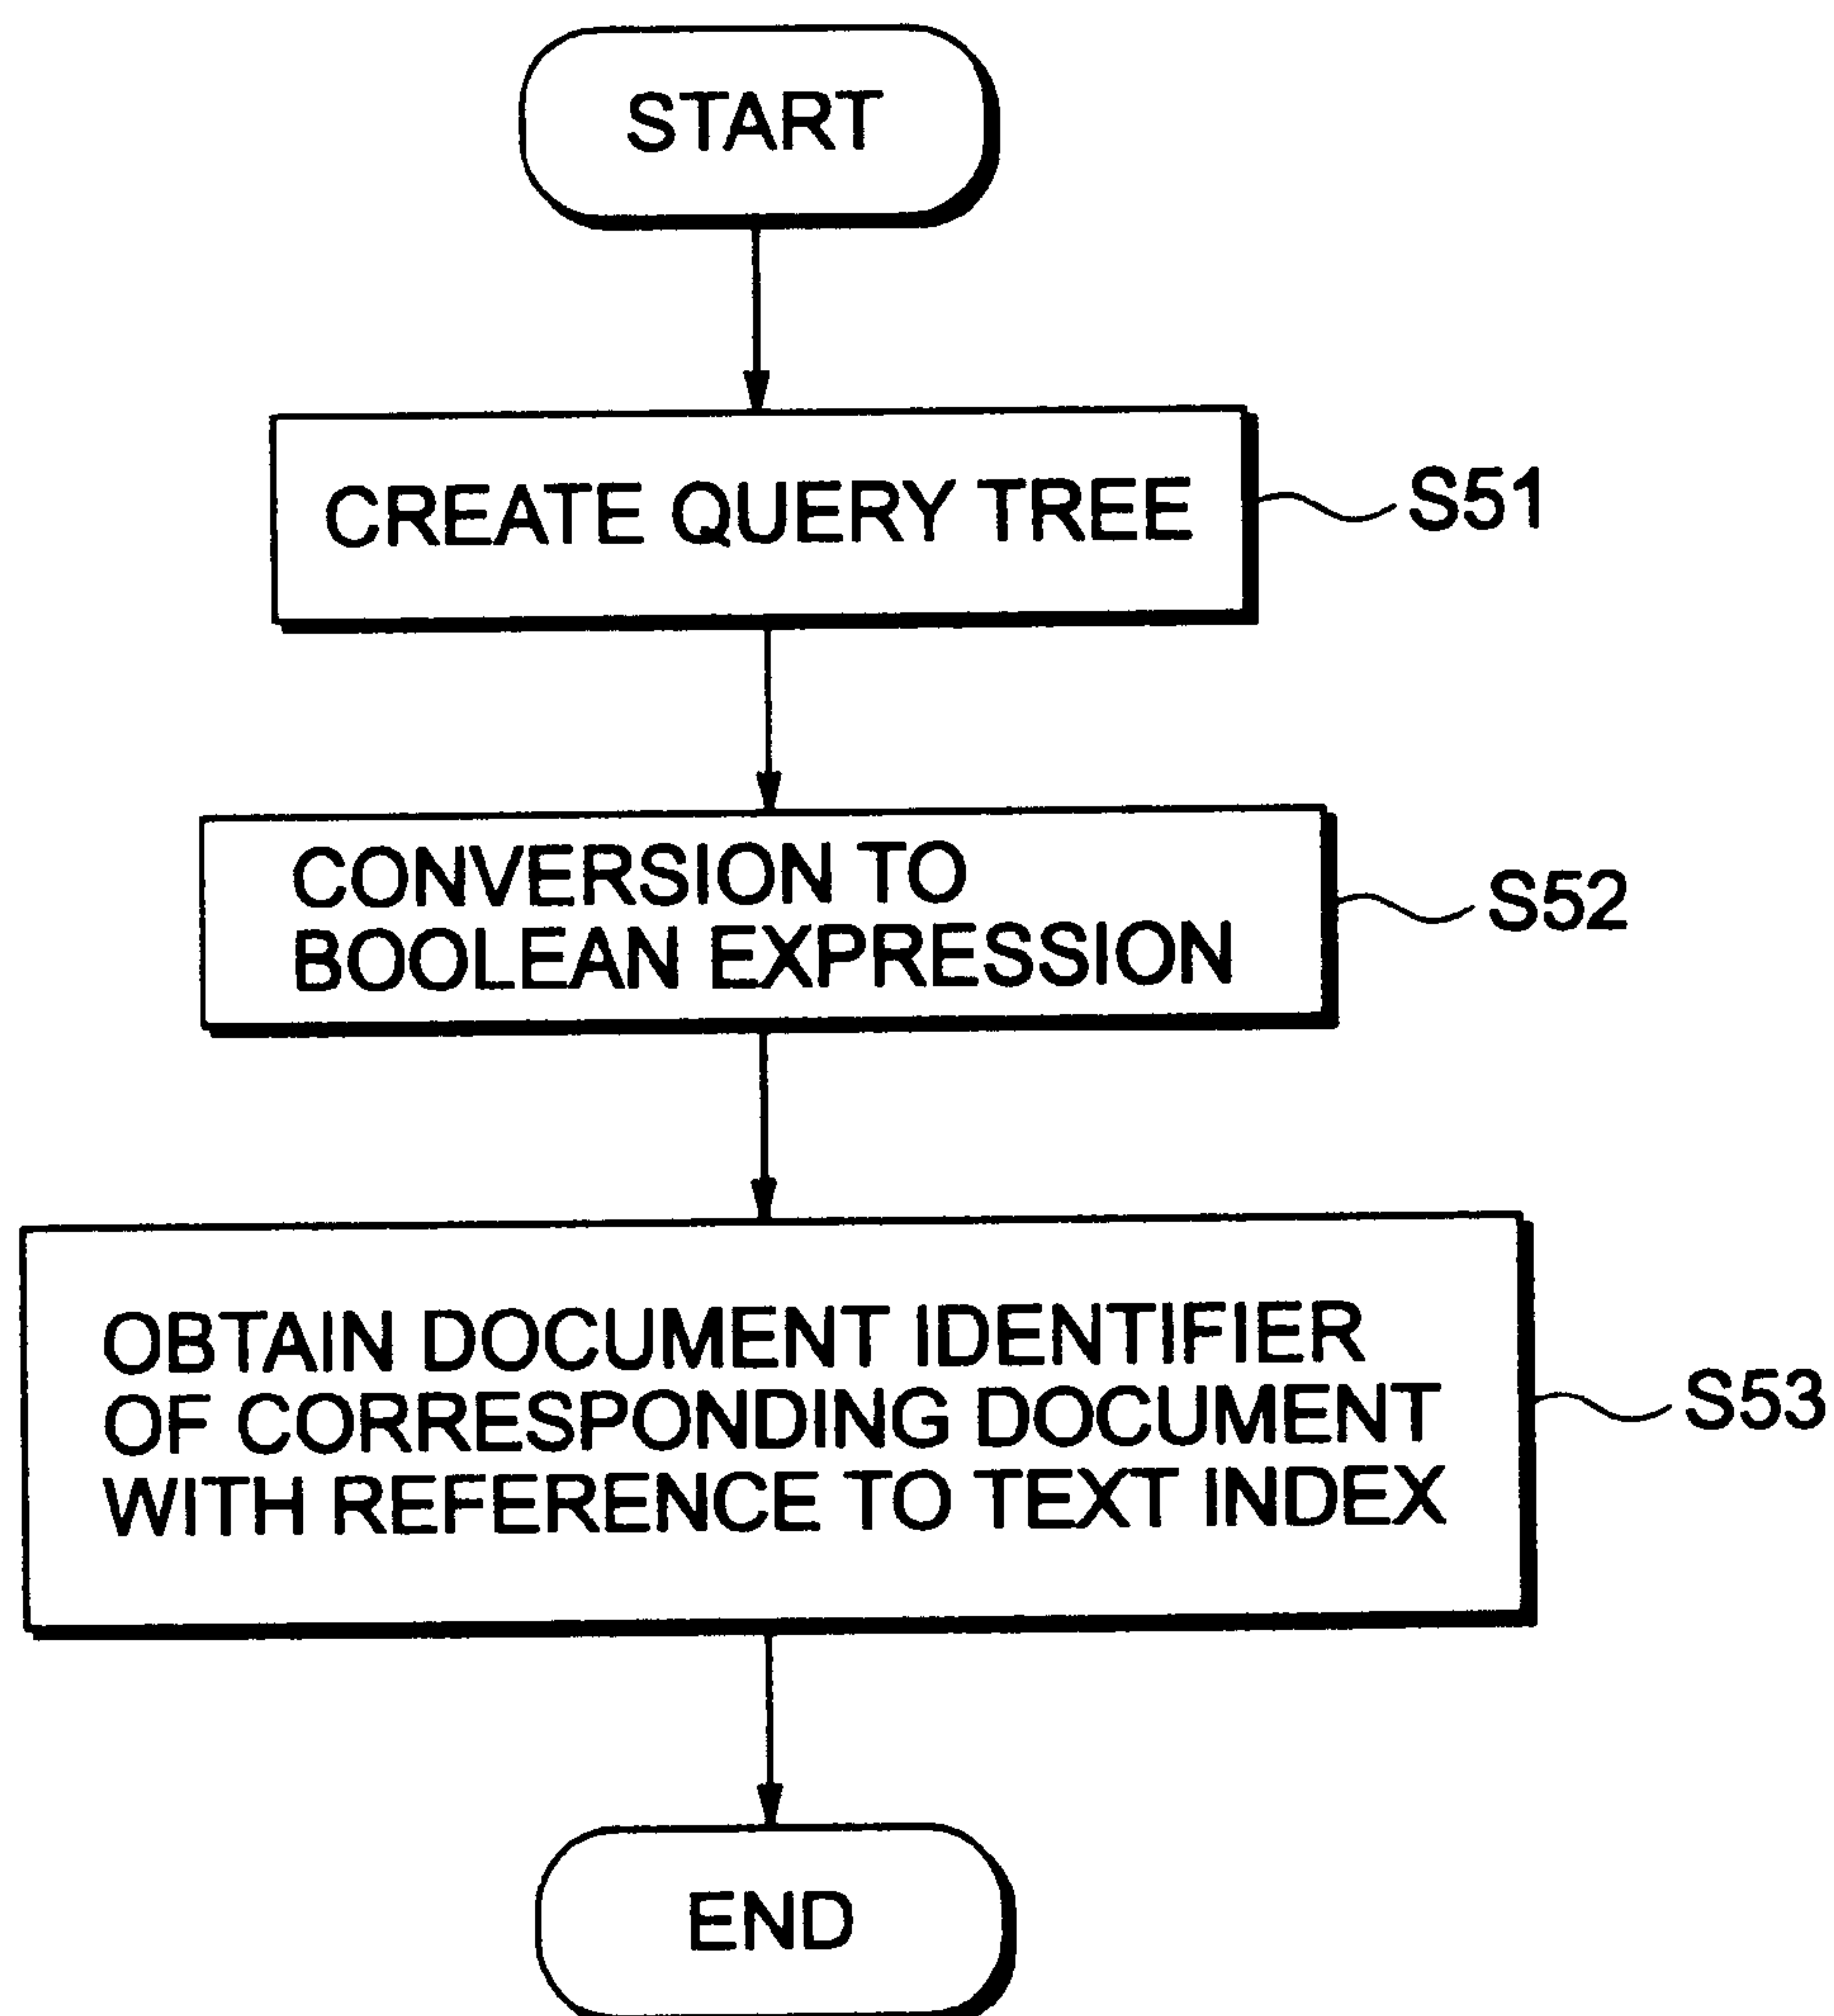 START
CREATE QUERY TREE
S51
CONVERSION TO
BOOLEAN EXPRESSION
S52
OBTAIN DOCUMENT IDENTIFIER
OF CORRESPONDING DOCUMENT
WITH REFERENCE TO TEXT INDEX
S53
END